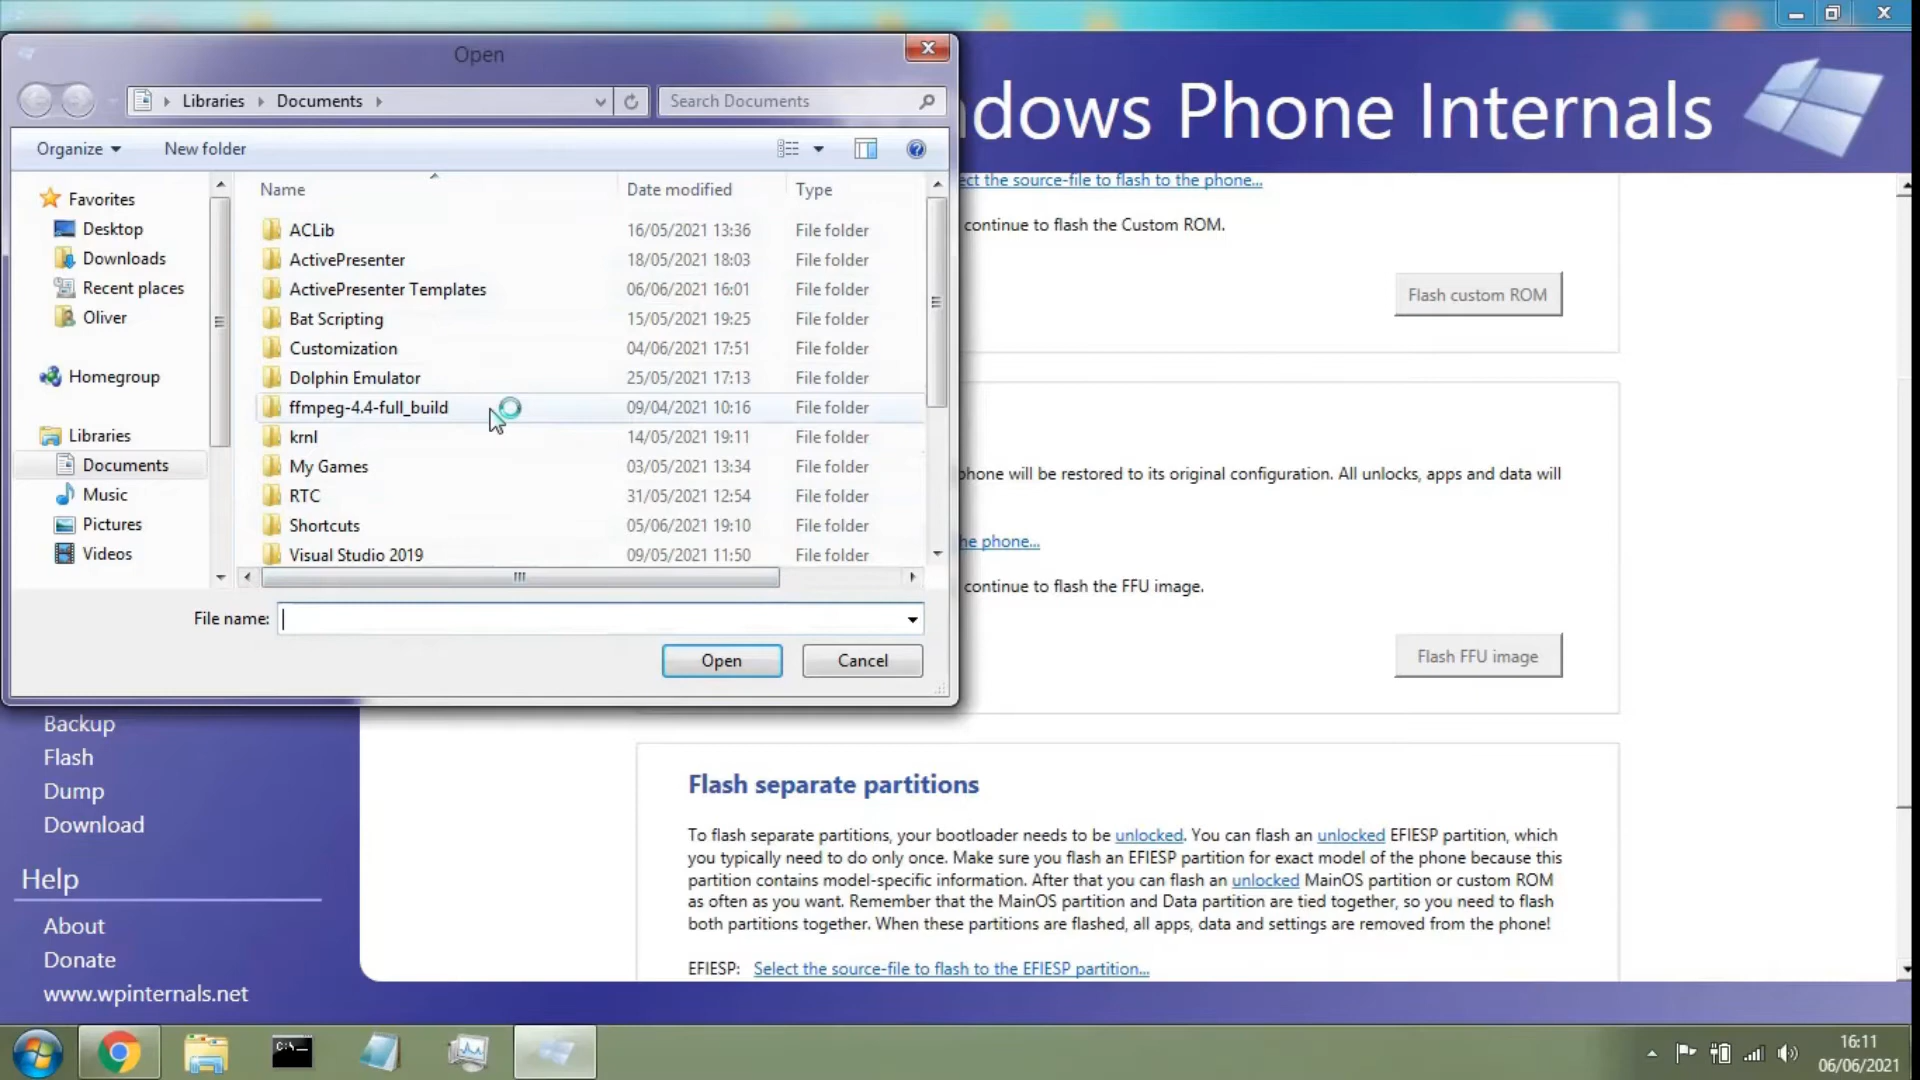 Open
Libraries Documents
Search Documents
Organize
New folder
Name Date modified Type
Favorites
Desktop
Downloads
Recent places
Oliver
Homegroup
Libraries
Documents
Music
Pictures
Videos
ACLib 16/05/2021 13:36 File folder
ActivePresenter 18/05/2021 18:03 File folder
ActivePresenter Templates 06/06/2021 16:01 File folder
Bat Scripting 15/05/2021 19:25 File folder
Customization 04/06/2021 17:51 File folder
Dolphin Emulator 25/05/2021 17:13 File folder
ffmpeg-4.4-full_build 09/04/2021 10:16 File folder
krnl 14/05/2021 19:11 File folder
My Games 03/05/2021 13:34 File folder
RTC 31/05/2021 12:54 File folder
Shortcuts 05/06/2021 19:10 File folder
Visual Studio 2019 09/05/2021 11:50 File folder
File name:
Open
Cancel
ndows Phone Internals
ect the source-file to flash to the phone...
continue to flash the Custom ROM.
Flash custom ROM
phone will be restored to its original configuration. All unlocks, apps and data will
he phone...
continue to flash the FFU image.
Flash FFU image
Backup
Flash
Dump
Download
Help
About
Donate
www.wpinternals.net
Flash separate partitions
To flash separate partitions, your bootloader needs to be unlocked. You can flash an unlocked EFIESP partition, which
you typically need to do only once. Make sure you flash an EFIESP partition for exact model of the phone because this
partition contains model-specific information. After that you can flash an unlocked MainOS partition or custom ROM
as often as you want. Remember that the MainOS partition and Data partition are tied together, so you need to flash
both partitions together. When these partitions are flashed, all apps, data and settings are removed from the phone!
EFIESP: Select the source-file to flash to the EFIESP partition...
C:\_
16:11
06/06/2021